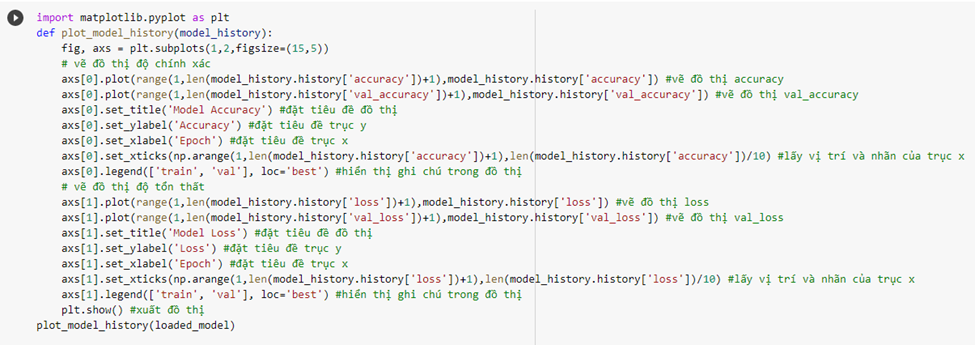 import matplotlib.pyplot as plt
def plot_model_history(model_history):
    fig, axs = plt.subplots(1,2,figsize=(15,5))
    # vẽ đồ thị độ chính xác
    axs[0].plot(range(1,len(model_history.history['accuracy'])+1),model_history.history['accuracy']) #vẽ đồ thị accuracy
    axs[0].plot(range(1,len(model_history.history['val_accuracy'])+1),model_history.history['val_accuracy']) #vẽ đồ thị val_accuracy
    axs[0].set_title('Model Accuracy') #đặt tiêu đề đồ thị
    axs[0].set_ylabel('Accuracy') #đặt tiêu đề trục y
    axs[0].set_xlabel('Epoch') #đặt tiêu đề trục x
    axs[0].set_xticks(np.arange(1,len(model_history.history['accuracy'])+1),len(model_history.history['accuracy'])/10) #lấy vị trí và nhãn của trục x
    axs[0].legend(['train', 'val'], loc='best') #hiển thị ghi chú trong đồ thị
    # vẽ đồ thị độ tổn thất
    axs[1].plot(range(1,len(model_history.history['loss'])+1),model_history.history['loss']) #vẽ đồ thị loss
    axs[1].plot(range(1,len(model_history.history['val_loss'])+1),model_history.history['val_loss']) #vẽ đồ thị val_loss
    axs[1].set_title('Model Loss') #đặt tiêu đề đồ thị
    axs[1].set_ylabel('Loss') #đặt tiêu đề trục y
    axs[1].set_xlabel('Epoch') #đặt tiêu đề trục x
    axs[1].set_xticks(np.arange(1,len(model_history.history['loss'])+1),len(model_history.history['loss'])/10) #lấy vị trí và nhãn của trục x
    axs[1].legend(['train', 'val'], loc='best') #hiển thị ghi chú trong đồ thị
    plt.show() #xuất đồ thị
plot_model_history(loaded_model)